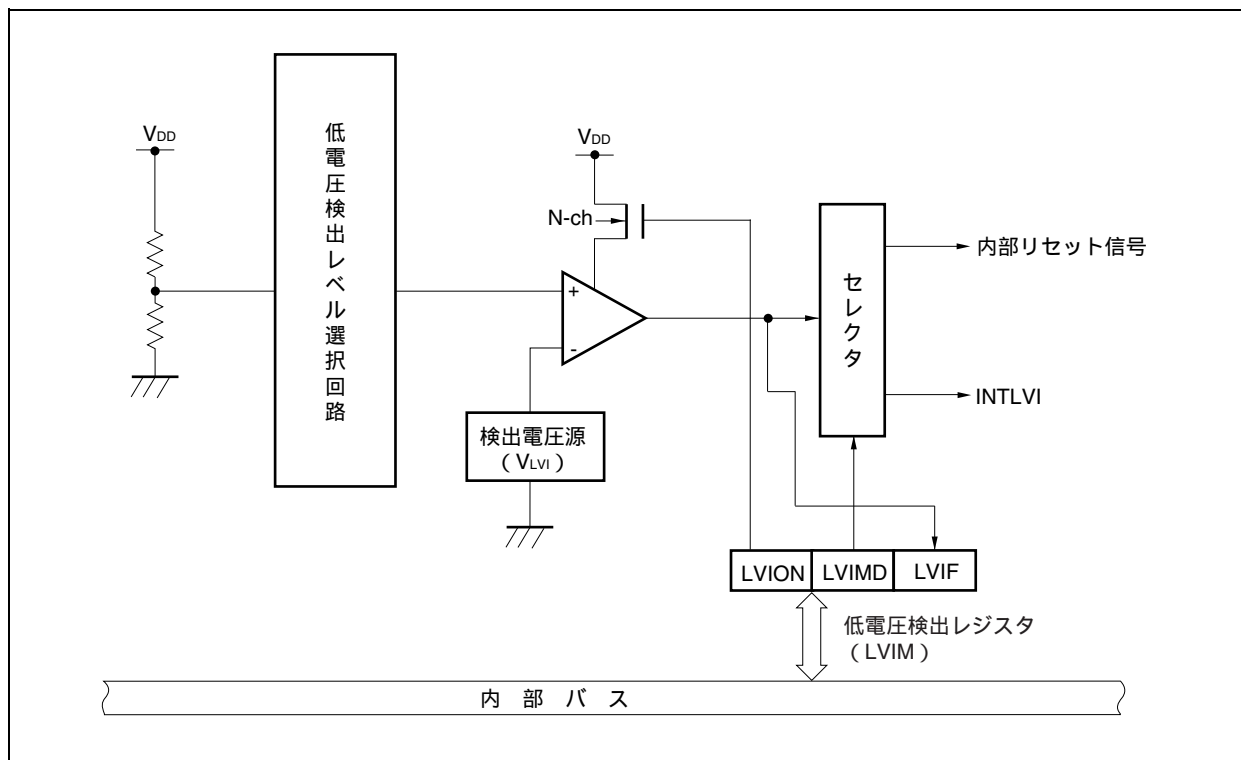 VDD
低電圧検出レベル選択回路
VDD
N-ch
+
-
検出電圧源
（VLVI）
セレクタ
内部リセット信号
INTLVI
LVION
LVIMD
LVIF
低電圧検出レジスタ
（LVIM）
内 部 バ ス